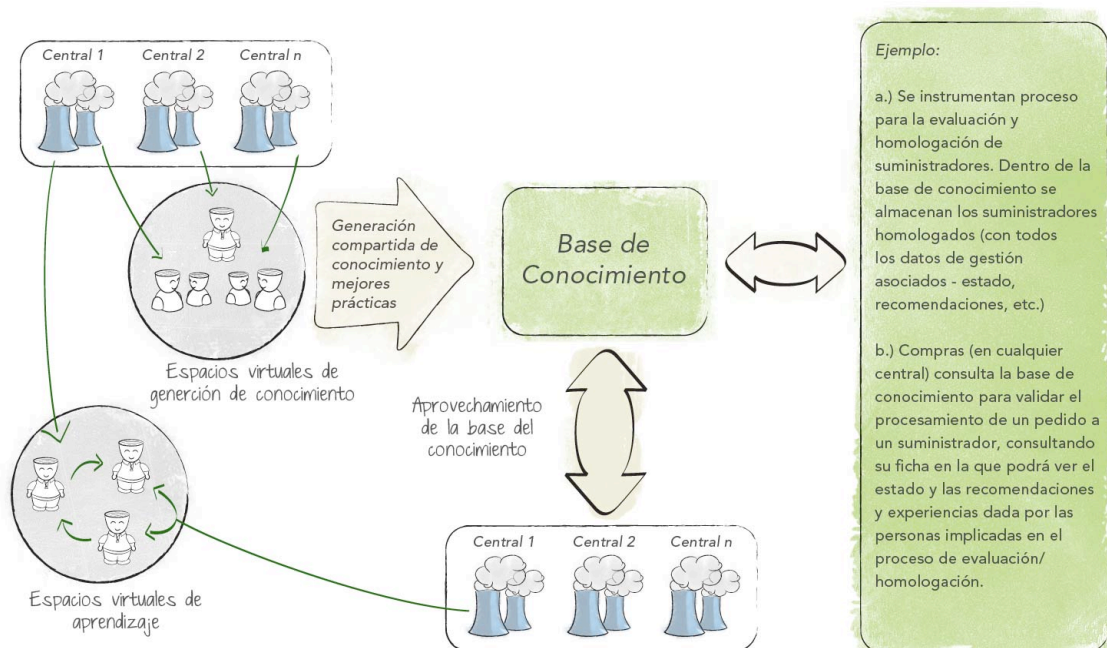 Central 1
Central 2
Central n
Generación
compartida de
conocimiento y
mejores
prácticas
Espacios virtuales de
generción de conocimiento
Base de
Conocimiento
Aprovechamiento
de la base del
conocimiento
Espacios virtuales de
aprendizaje
Central 1
Central 2
Central n
Ejemplo:
a.) Se instrumentan proceso
para la evaluación y
homologación de
suministradores. Dentro de la
base de conocimiento se
almacenan los suministradores
homologados (con todos
los datos de gestión
asociados - estado,
recomendaciones, etc.)
b.) Compras (en cualquier
central) consulta la base de
conocimiento para validar el
procesamiento de un pedido a
un suministrador, consultando
su ficha en la que podrá ver el
estado y las recomendaciones
y experiencias dada por las
personas implicadas en el
proceso de evaluación/
homologación.